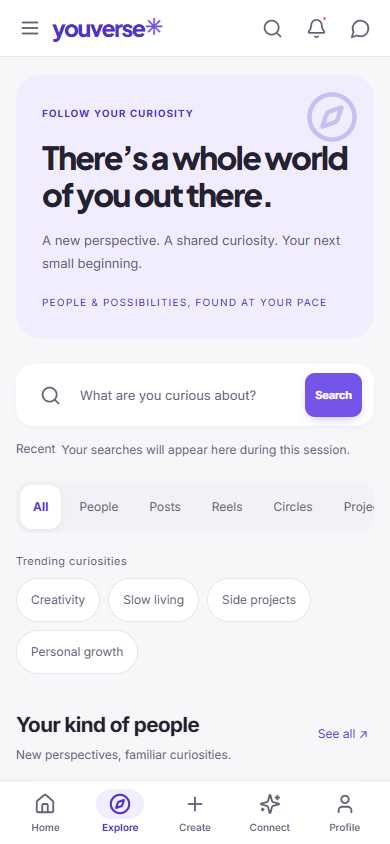 youverse
FOLLOW YOUR CURIOSITY
There’s a whole world
of you out there.
A new perspective. A shared curiosity. Your next
small beginning.
PEOPLE & POSSIBILITIES, FOUND AT YOUR PACE
What are you curious about?
Search
Recent Your searches will appear here during this session.
All People Posts Reels Circles Proje
Trending curiosities
Creativity Slow living Side projects
Personal growth
Your kind of people
See all ↗
New perspectives, familiar curiosities.
Home Explore Create Connect Profile